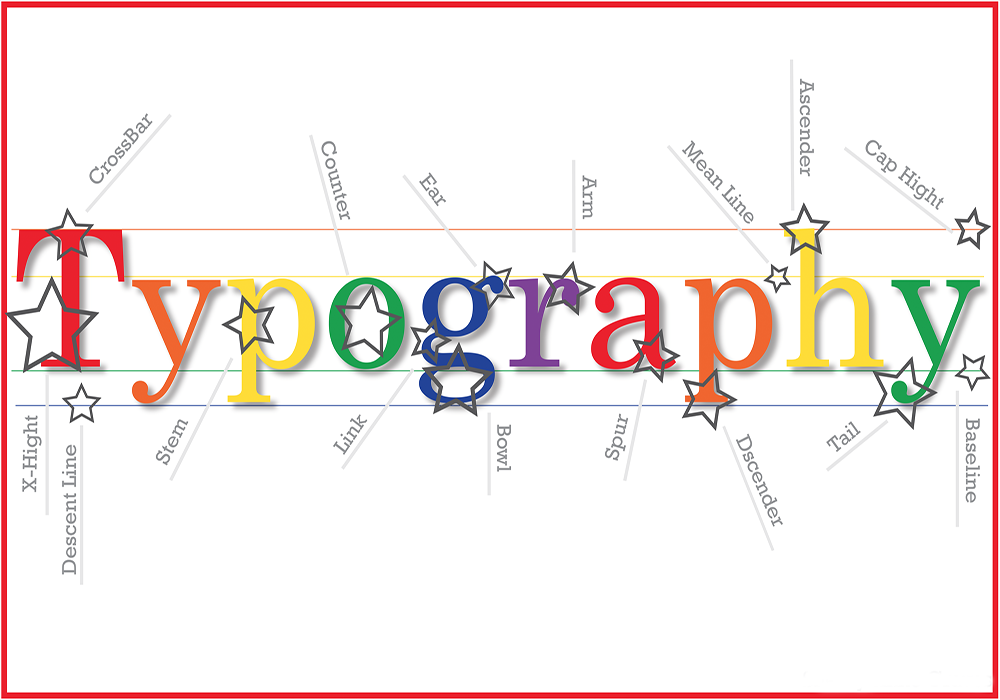 CrossBar
Counter
Ear
Arm
Mean Line
Ascender
Cap Hight
Typography
X-Hight
Descent Line
Stem
Link
Bowl
Spur
Dscender
Tail
Baseline